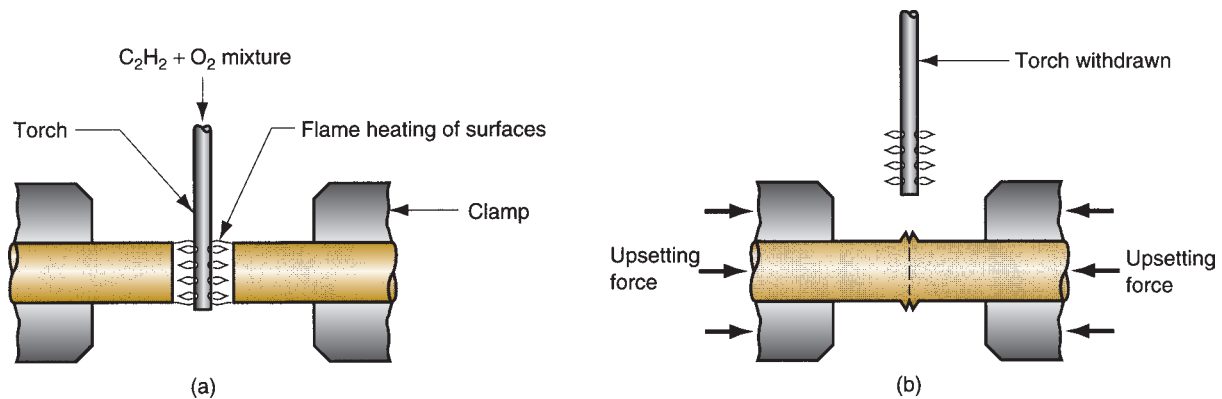 C₂H₂ + O₂ mixture
Torch
Flame heating of surfaces
Clamp
(a)
Torch withdrawn
Upsetting
force
Upsetting
force
(b)